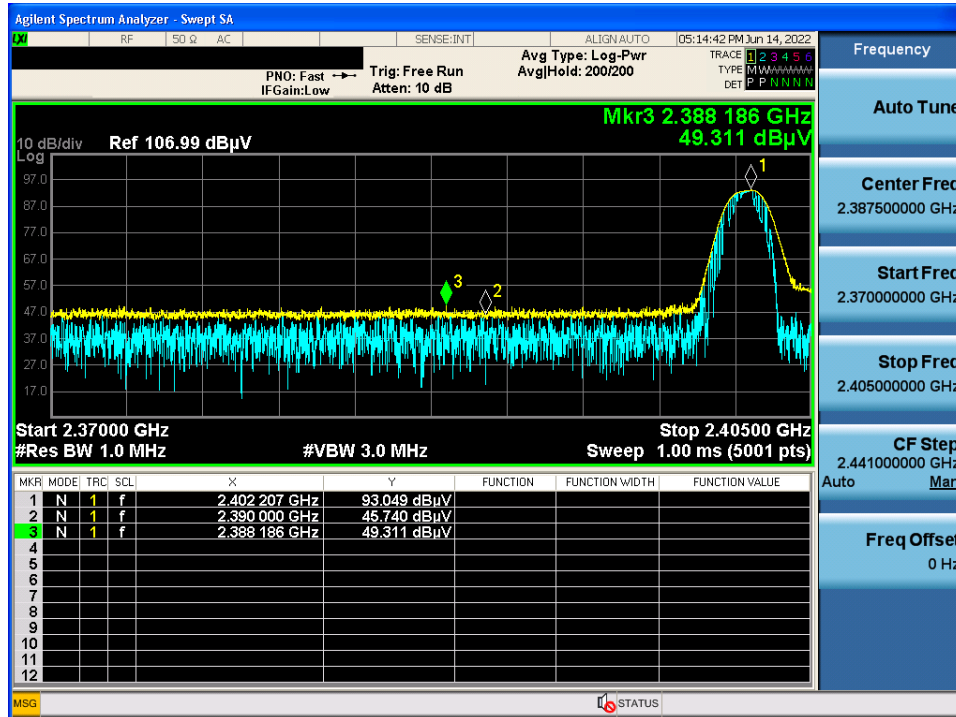 Agilent Spectrum Analyzer - Swept SA
LXI RF 50 Ω AC SENSE:INT ALIGN AUTO 05:14:42 PM Jun 14, 2022
PNO: Fast
IFGain:Low
Trig: Free Run
Atten: 10 dB
Avg Type: Log-Pwr
Avg|Hold: 200/200
TRACE 1 2 3 4 5 6
TYPE M
DET P P N N N N
Mkr3 2.388 186 GHz
49.311 dBµV
10 dB/div
Log
Ref 106.99 dBµV
97.0
87.0
77.0
67.0
57.0
47.0
37.0
27.0
17.0
1
3
2
Start 2.37000 GHz Stop 2.40500 GHz
#Res BW 1.0 MHz #VBW 3.0 MHz Sweep 1.00 ms (5001 pts)
MKR MODE TRC SCL X Y FUNCTION FUNCTION WIDTH FUNCTION VALUE
1 N 1 f 2.402 207 GHz 93.049 dBµV
2 N 1 f 2.390 000 GHz 45.740 dBµV
3 N 1 f 2.388 186 GHz 49.311 dBµV
4
5
6
7
8
9
10
11
12
MSG STATUS
Frequency
Auto Tune
Center Freq
2.387500000 GHz
Start Freq
2.370000000 GHz
Stop Freq
2.405000000 GHz
CF Step
2.441000000 GHz
Auto Man
Freq Offset
0 Hz